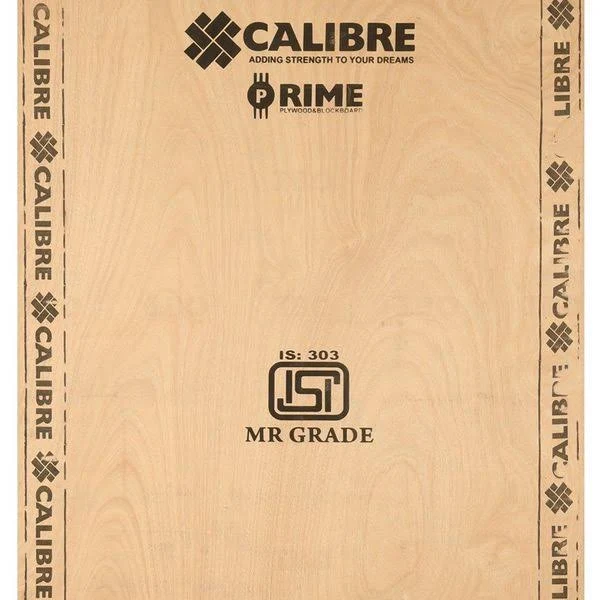 CALIBRE
ADDING STRENGTH TO YOUR DREAMS
PRIME
PLYWOOD&BLOCKBOARD
IS: 303
ISI
MR GRADE
CALIBRE
CALIBRE
CALIBRE
CALIBRE
LIBRE
CALIBRE
CALIBRE
CALIBRE